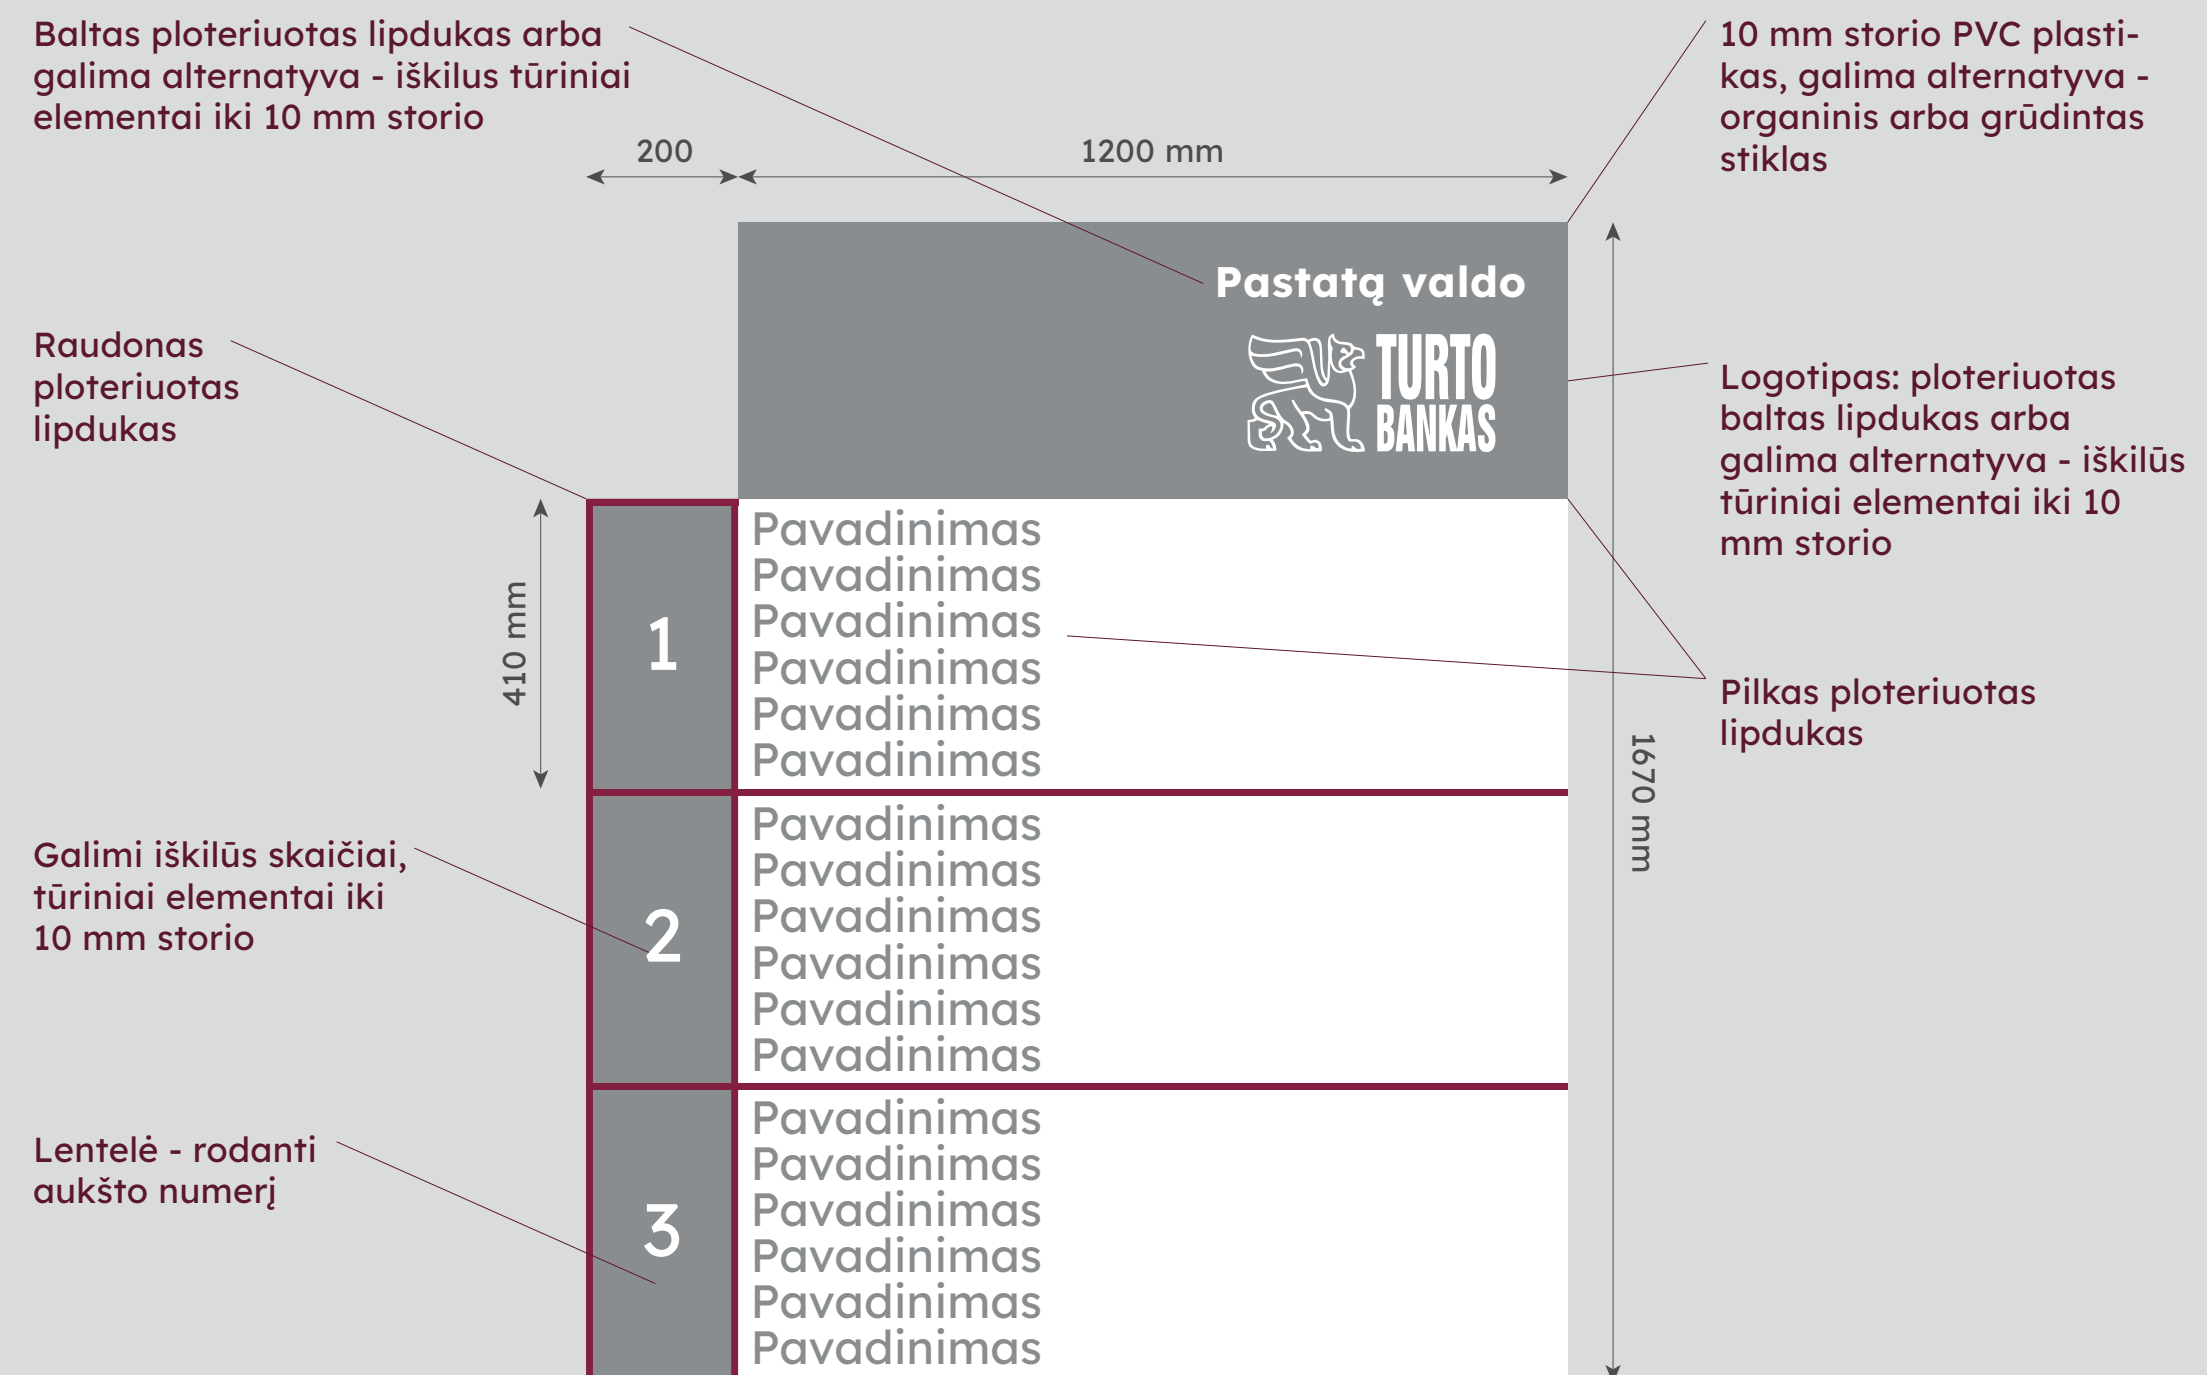 Baltas ploteriuotas lipdukas arba
galima alternatyva - iškilus tūriniai
elementai iki 10 mm storio
10 mm storio PVC plasti-
kas, galima alternatyva -
organinis arba grūdintas
stiklas
200
1200 mm
Pastatą valdo
TURTO
BANKAS
Raudonas
ploteriuotas
lipdukas
Logotipas: ploteriuotas
baltas lipdukas arba
galima alternatyva - iškilūs
tūriniai elementai iki 10
mm storio
410 mm
1
Pavadinimas
Pavadinimas
Pavadinimas
Pavadinimas
Pavadinimas
Pavadinimas
Pilkas ploteriuotas
lipdukas
1670 mm
Galimi iškilūs skaičiai,
tūriniai elementai iki
10 mm storio
2
Pavadinimas
Pavadinimas
Pavadinimas
Pavadinimas
Pavadinimas
Pavadinimas
Lentelė - rodanti
aukšto numerį
3
Pavadinimas
Pavadinimas
Pavadinimas
Pavadinimas
Pavadinimas
Pavadinimas